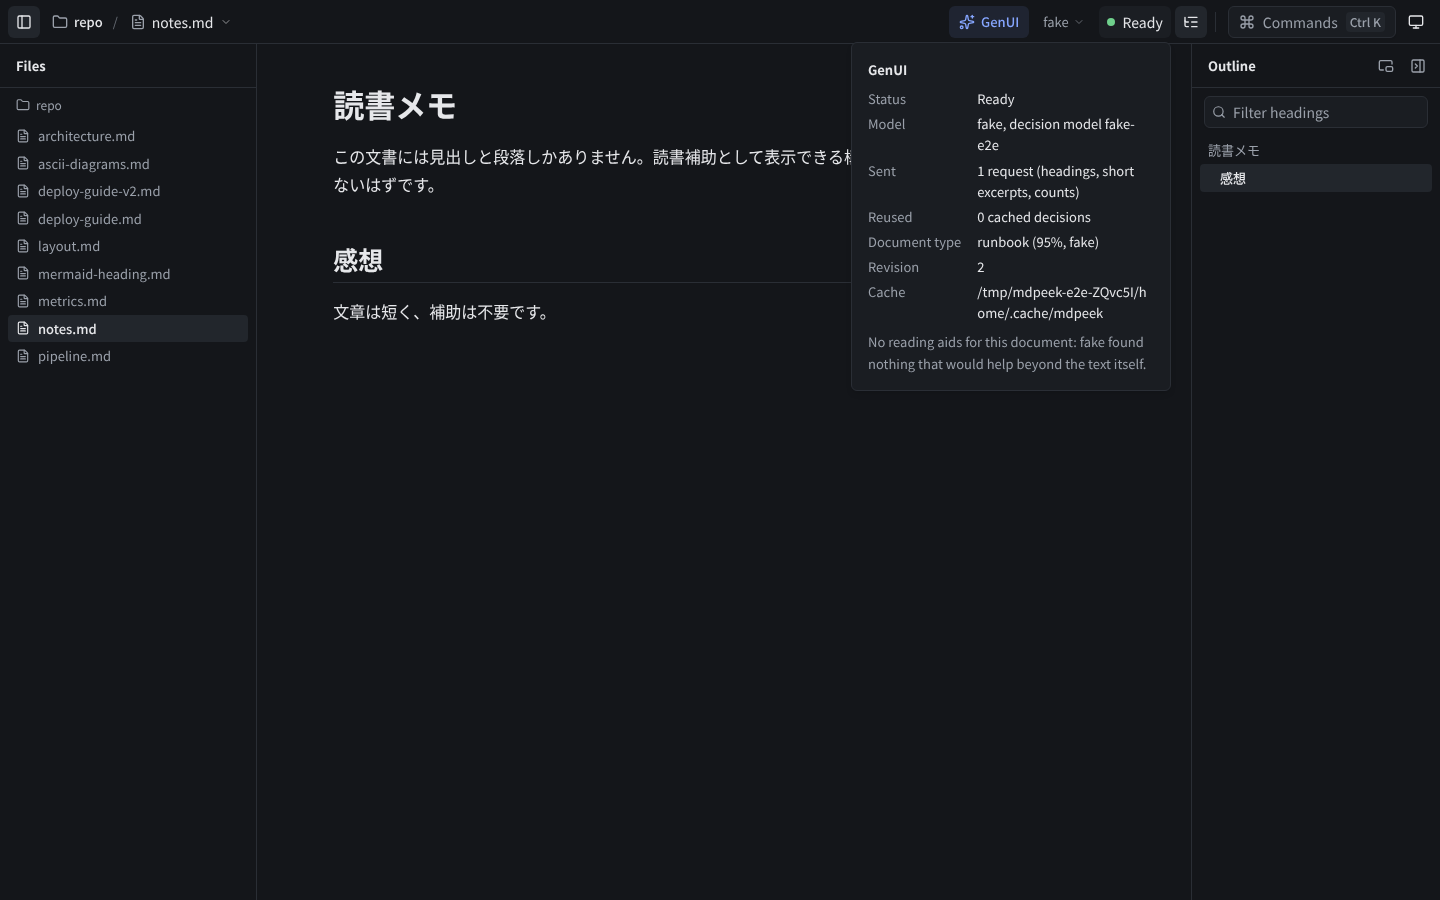 repo / notes.md
GenUI
fake
Ready
Commands Ctrl K
Files
repo
architecture.md
ascii-diagrams.md
deploy-guide-v2.md
deploy-guide.md
layout.md
mermaid-heading.md
metrics.md
notes.md
pipeline.md
読書メモ
この文書には見出しと段落しかありません。読書補助として表示できる
ないはずです。
感想
文章は短く、補助は不要です。
GenUI
Status Ready
Model fake, decision model fake-
e2e
Sent 1 request (headings, short
excerpts, counts)
Reused 0 cached decisions
Document type runbook (95%, fake)
Revision 2
Cache /tmp/mdpeek-e2e-ZQvc5I/h
ome/.cache/mdpeek
No reading aids for this document: fake found
nothing that would help beyond the text itself.
Outline
Filter headings
読書メモ
感想